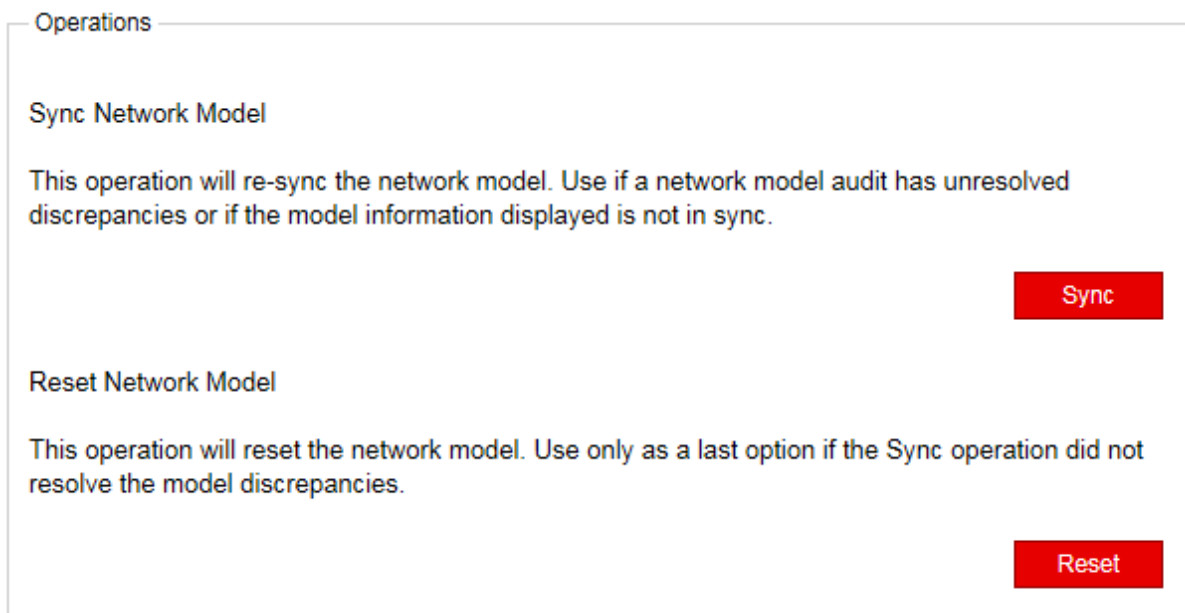 Operations
Sync Network Model
This operation will re-sync the network model. Use if a network model audit has unresolved
discrepancies or if the model information displayed is not in sync.
Sync
Reset Network Model
This operation will reset the network model. Use only as a last option if the Sync operation did not
resolve the model discrepancies.
Reset